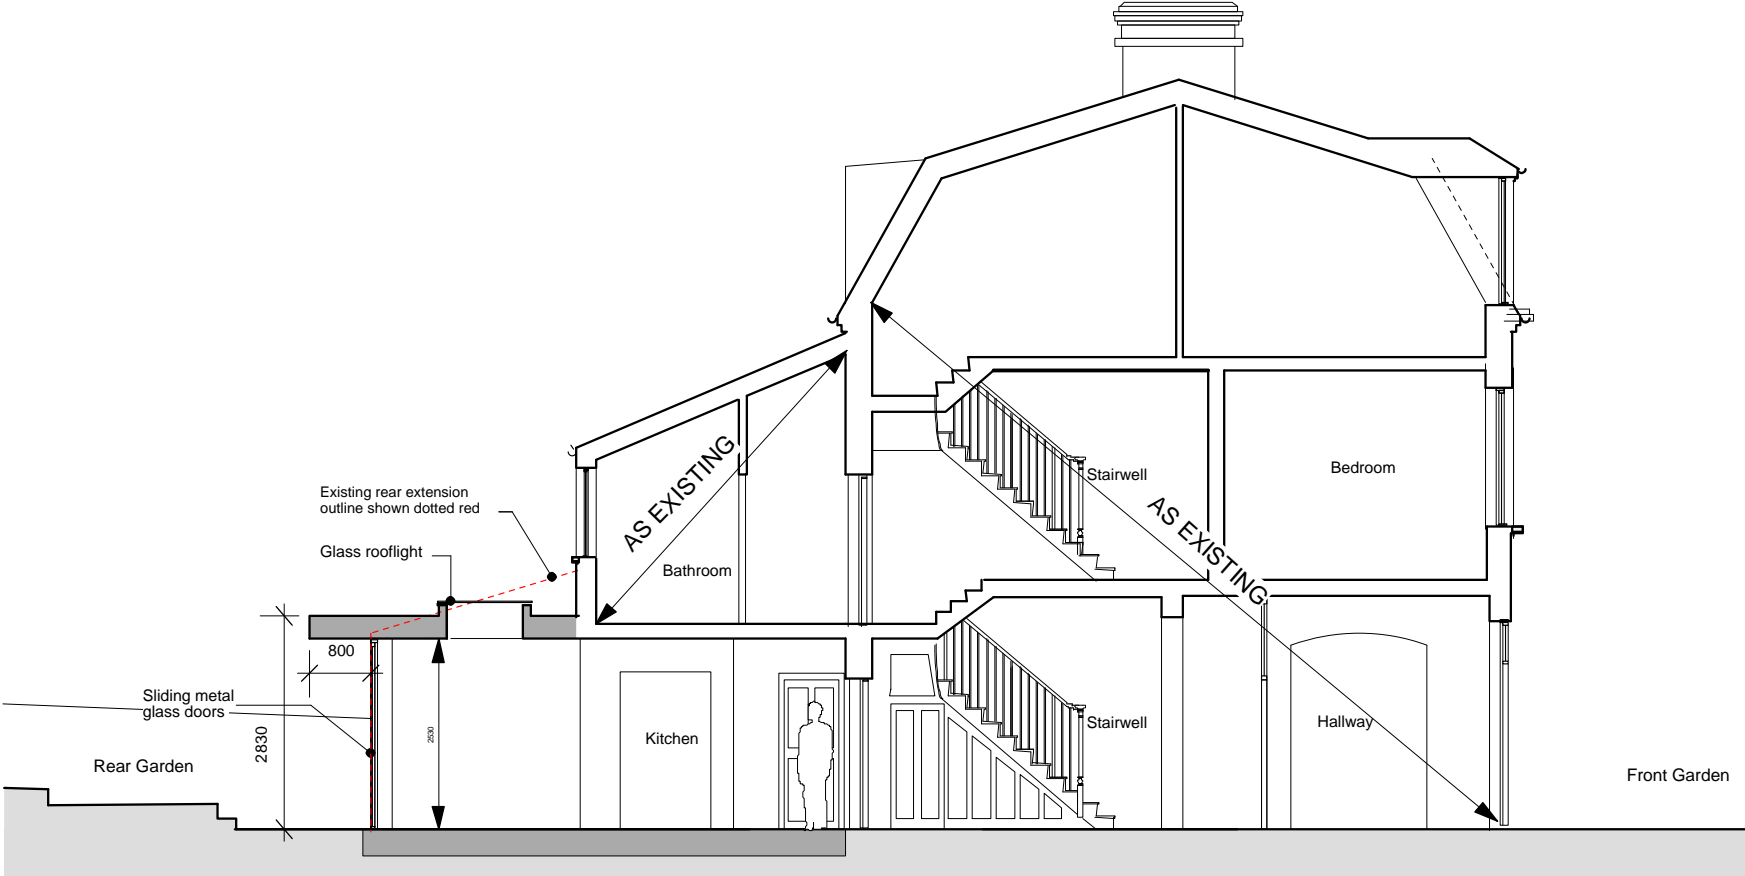 Existing rear extension
outline shown dotted red
Glass rooflight
AS EXISTING
Bathroom
Stairwell
Bedroom
AS EXISTING
800
Sliding metal
glass doors
2830
2530
Kitchen
Stairwell
Hallway
Rear Garden
Front Garden